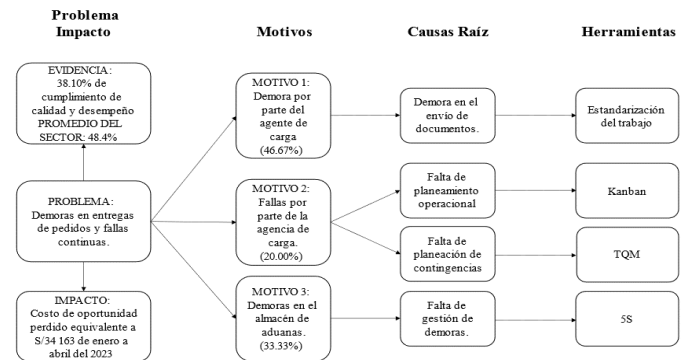 Problema
Impacto
Motivos
Causas Raíz
Herramientas
EVIDENCIA:
38.10% de
cumplimiento de
calidad y desempeño
PROMEDIO DEL
SECTOR: 48.4%
PROBLEMA:
Demoras en entregas
de pedidos y fallas
continuas.
IMPACTO:
Costo de oportunidad
perdido equivalente a
S/34 163 de enero a
abril del 2023
MOTIVO 1:
Demora por
parte del
agente de
carga
(46.67%)
MOTIVO 2:
Fallas por
parte de la
agencia de
carga.
(20.00%)
MOTIVO 3:
Demoras en el
almacén de
aduanas.
(33.33%)
Demora en el
envío de
documentos.
Falta de
planeamiento
operacional
Falta de
planeación de
contingencias
Falta de
gestión de
demoras.
Estandarización
del trabajo
Kanban
TQM
5S